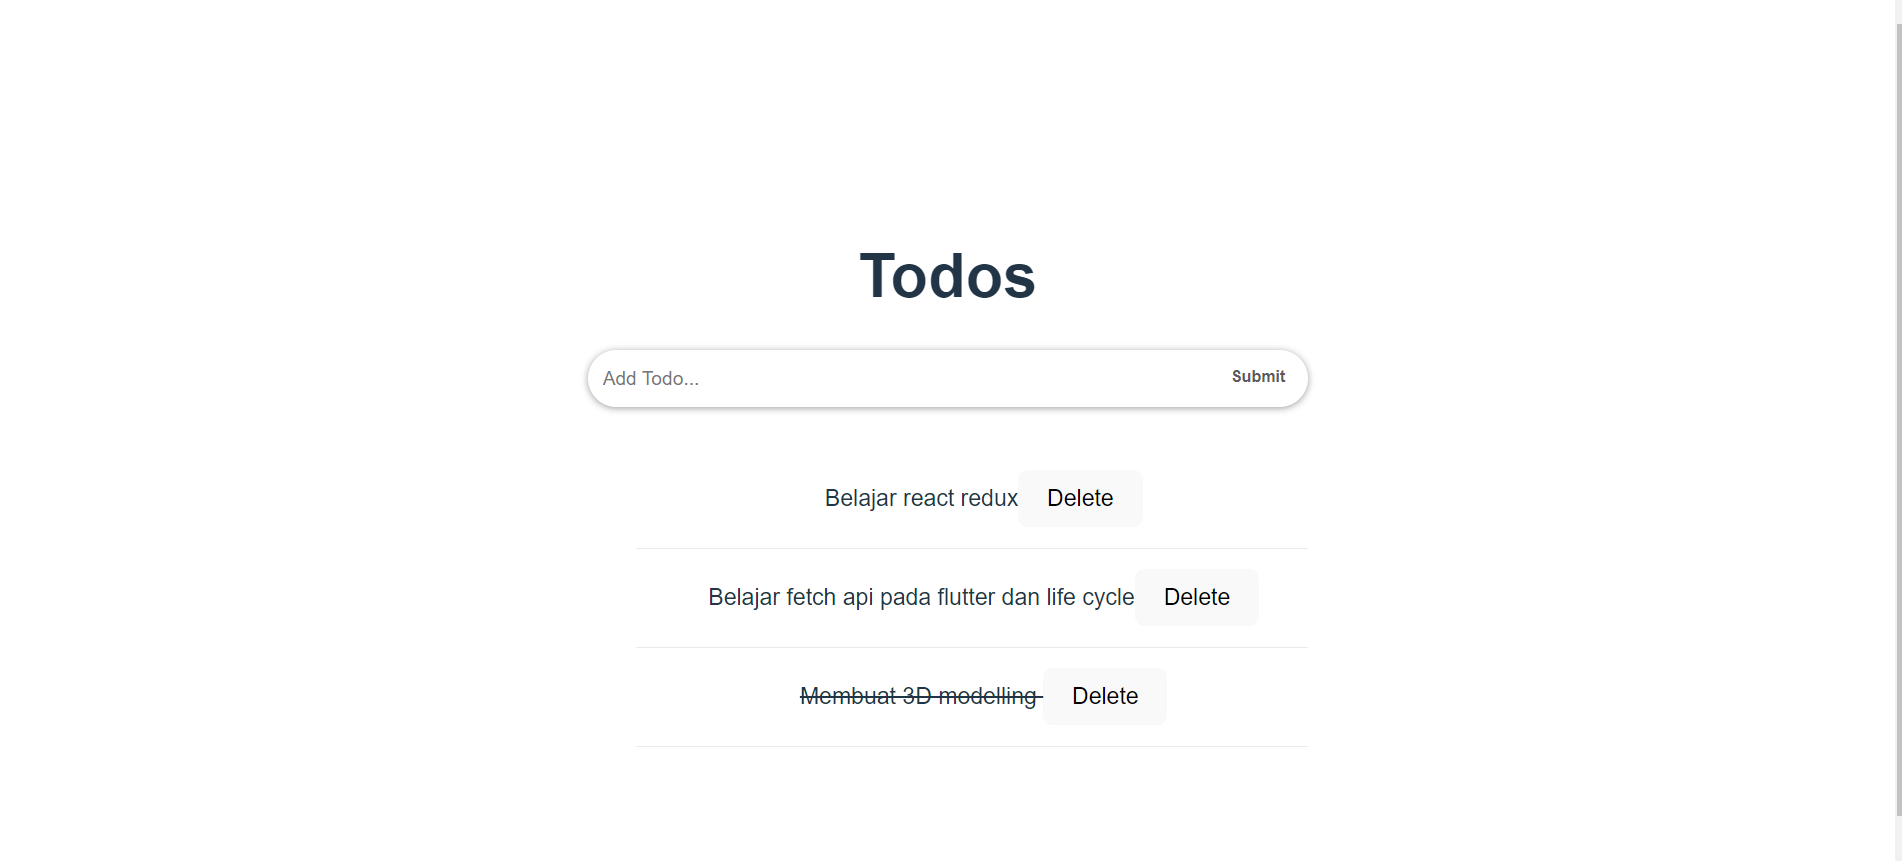 Todos
Add Todo... Submit
Belajar react redux Delete
Belajar fetch api pada flutter dan life cycle Delete
Membuat 3D modelling Delete